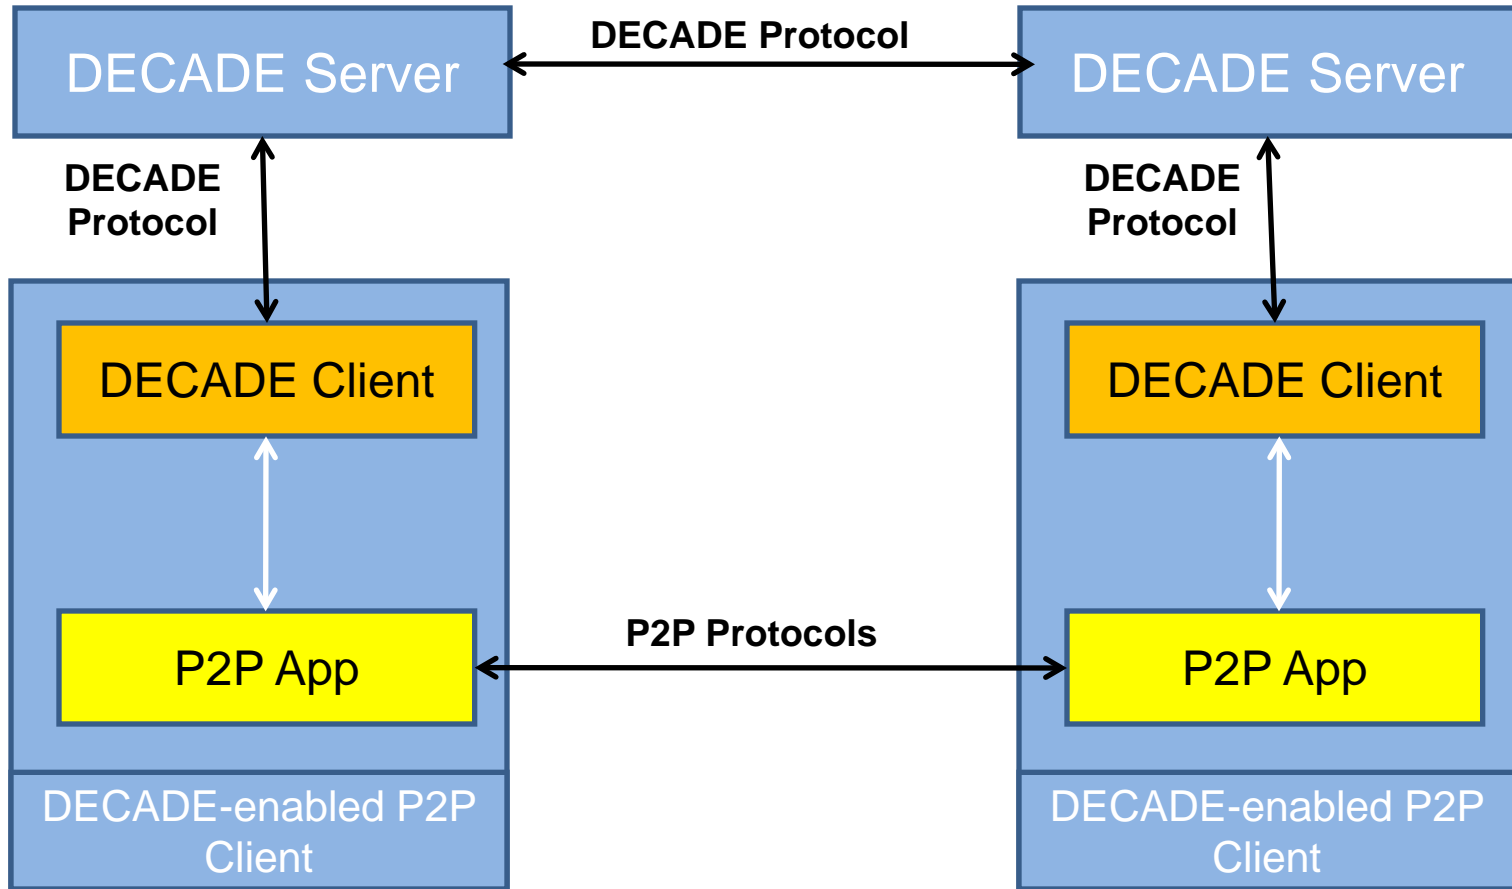 DECADE Protocol
DECADE Server
DECADE Server
DECADE
Protocol
DECADE
Protocol
DECADE Client
DECADE Client
P2P Protocols
P2P App
P2P App
DECADE-enabled P2P
Client
DECADE-enabled P2P
Client